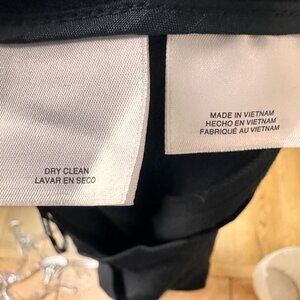 DRY CLEAN
LAVAR EN SECO
MADE IN VIETNAM
HECHO EN VIETNAM
FABRIQUÉ AU VIETNAM